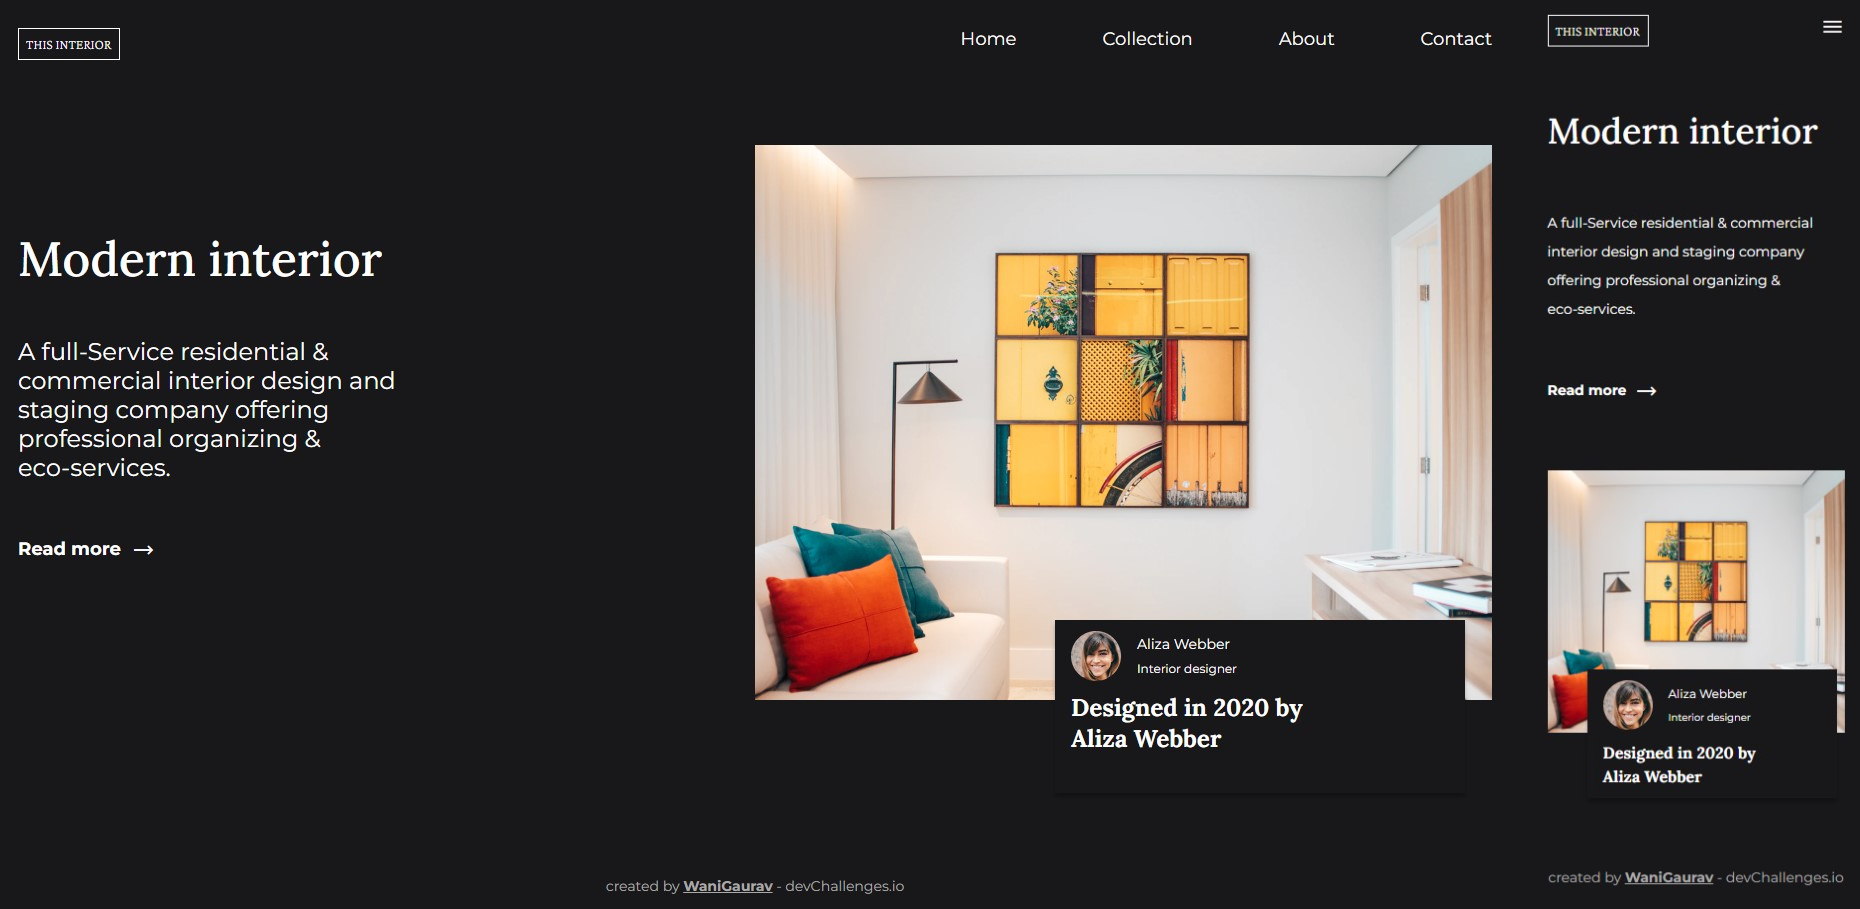 THIS INTERIOR
Home
Collection
About
Contact
Modern interior
A full-Service residential &
commercial interior design and
staging company offering
professional organizing &
eco-services.
Read more
Aliza Webber
Interior designer
Designed in 2020 by
Aliza Webber
created by WaniGaurav - devChallenges.io
THIS INTERIOR
Modern interior
A full-Service residential & commercial
interior design and staging company
offering professional organizing &
eco-services.
Read more
Aliza Webber
Interior designer
Designed in 2020 by
Aliza Webber
created by WaniGaurav - devChallenges.io